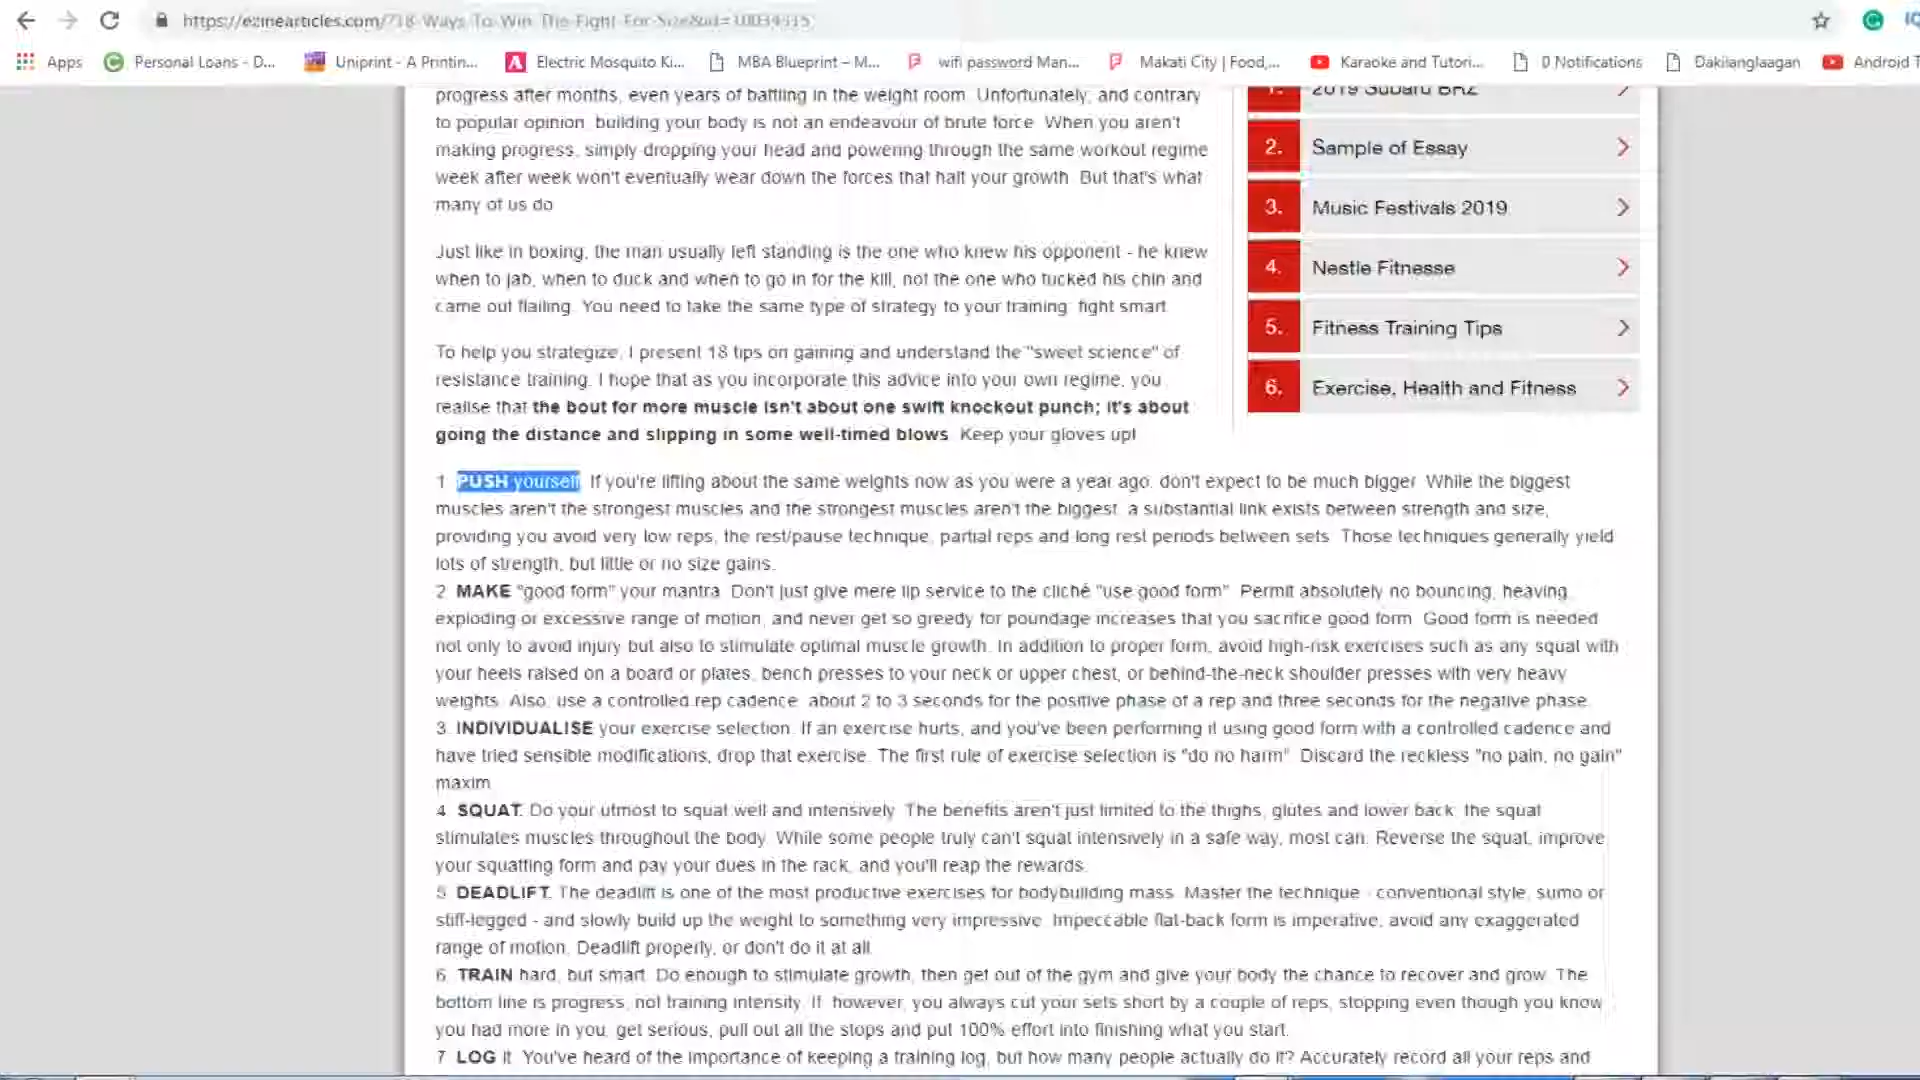 https://ezinearticles.com/?18-Ways-To-Win-The-Fight-For-Size&id=
Apps
Personal Loans - D...
Uniprint - A Printin...
Electric Mosquito Ki...
MBA Blueprint – M...
wifi password Man...
Makati City | Food,...
Karaoke and Tutori...
0 Notifications
Dakilanglaagan
Android T
progress after months, even years of battling in the weight room. Unfortunately, and contrary
to popular opinion, building your body is not an endeavour of brute force. When you aren't
making progress, simply dropping your head and powering through the same workout regime
week after week won't eventually wear down the forces that halt your growth. But that's what
many of us do.
Just like in boxing, the man usually left standing is the one who knew his opponent - he knew
when to jab, when to duck and when to go in for the kill, not the one who tucked his chin and
came out flailing. You need to take the same type of strategy to your training: fight smart.
To help you strategize, I present 18 tips on gaining and understand the "sweet science" of
resistance training. I hope that as you incorporate this advice into your own regime, you
realise that the bout for more muscle isn't about one swift knockout punch; it's about
going the distance and slipping in some well-timed blows. Keep your gloves up!
1. 2019 Subaru BRZ
2. Sample of Essay
3. Music Festivals 2019
4. Nestle Fitnesse
5. Fitness Training Tips
6. Exercise, Health and Fitness
1. PUSH yourself. If you're lifting about the same weights now as you were a year ago, don't expect to be much bigger. While the biggest
muscles aren't the strongest muscles and the strongest muscles aren't the biggest, a substantial link exists between strength and size,
providing you avoid very low reps, the rest/pause technique, partial reps and long rest periods between sets. Those techniques generally yield
lots of strength, but little or no size gains.
2. MAKE "good form" your mantra. Don't just give mere lip service to the cliché "use good form". Permit absolutely no bouncing, heaving,
exploding or excessive range of motion, and never get so greedy for poundage increases that you sacrifice good form. Good form is needed
not only to avoid injury but also to stimulate optimal muscle growth. In addition to proper form, avoid high-risk exercises such as any squat with
your heels raised on a board or plates, bench presses to your neck or upper chest, or behind-the-neck shoulder presses with very heavy
weights. Also, use a controlled rep cadence: about 2 to 3 seconds for the positive phase of a rep and three seconds for the negative phase.
3. INDIVIDUALISE your exercise selection. If an exercise hurts, and you've been performing it using good form with a controlled cadence and
have tried sensible modifications, drop that exercise. The first rule of exercise selection is "do no harm". Discard the reckless "no pain, no gain"
maxim.
4. SQUAT. Do your utmost to squat well and intensively. The benefits aren't just limited to the thighs, glutes and lower back; the squat
stimulates muscles throughout the body. While some people truly can't squat intensively in a safe way, most can. Reverse the squat, improve
your squatting form and pay your dues in the rack, and you'll reap the rewards.
5. DEADLIFT. The deadlift is one of the most productive exercises for bodybuilding mass. Master the technique - conventional style, sumo or
stiff-legged - and slowly build up the weight to something very impressive. Impeccable flat-back form is imperative; avoid any exaggerated
range of motion. Deadlift properly, or don't do it at all.
6. TRAIN hard, but smart. Do enough to stimulate growth, then get out of the gym and give your body the chance to recover and grow. The
bottom line is progress, not training intensity. If, however, you always cut your sets short by a couple of reps, stopping even though you know
you had more in you, get serious, pull out all the stops and put 100% effort into finishing what you start.
7. LOG it. You've heard of the importance of keeping a training log, but how many people actually do it? Accurately record all your reps and